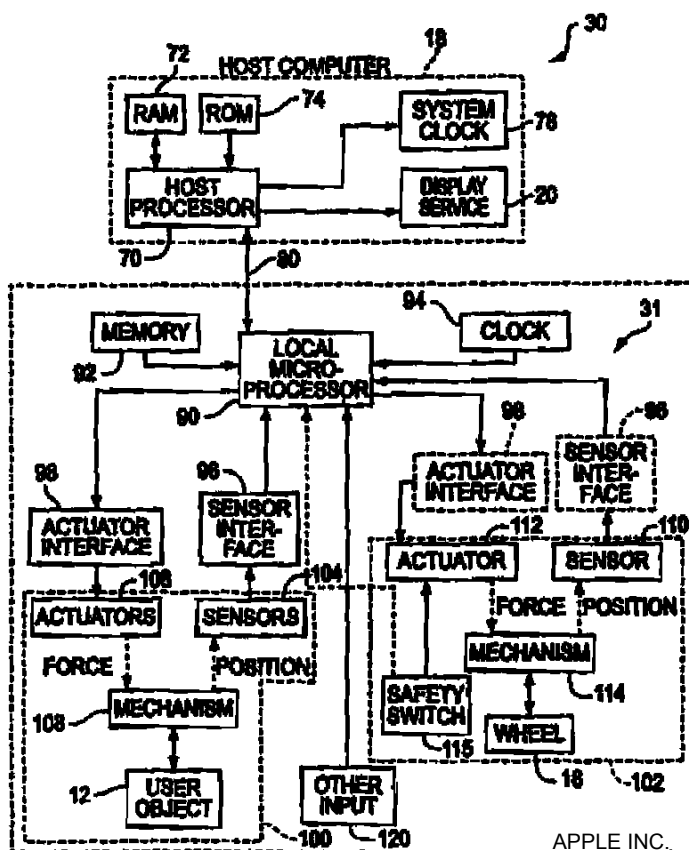 30
18
72
HOST COMPUTER
74
RAM
ROM
SYSTEM
CLOCK
78
HOST
PROCESSOR
DISPLAY
SERVICE
20
70
80
94
MEMORY
CLOCK
31
92
LOCAL
MICRO-
PROCESSOR
90
98
96
98
96
SENSOR
INTER-
FACE
ACTUATOR
INTERFACE
SENSOR
INTER-
FACE
ACTUATOR
INTERFACE
112
110
106
104
ACTUATOR
SENSOR
ACTUATORS
SENSORS
FORCE
POSITION
FORCE
POSITION
MECHANISM
108
MECHANISM
SAFETY
SWITCH
114
115
WHEEL
16
12
USER
OBJECT
OTHER
INPUT
102
100
120
APPLE INC.